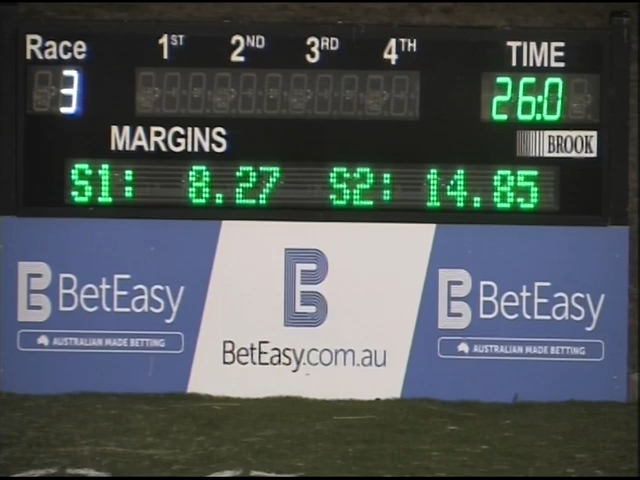 Race 1ST 2ND 3RD 4TH TIME
3 26:0
MARGINS BROOK
S1: 8.27 S2: 14.85
BetEasy BetEasy
AUSTRALIAN MADE BETTING BetEasy.com.au AUSTRALIAN MADE BETTING